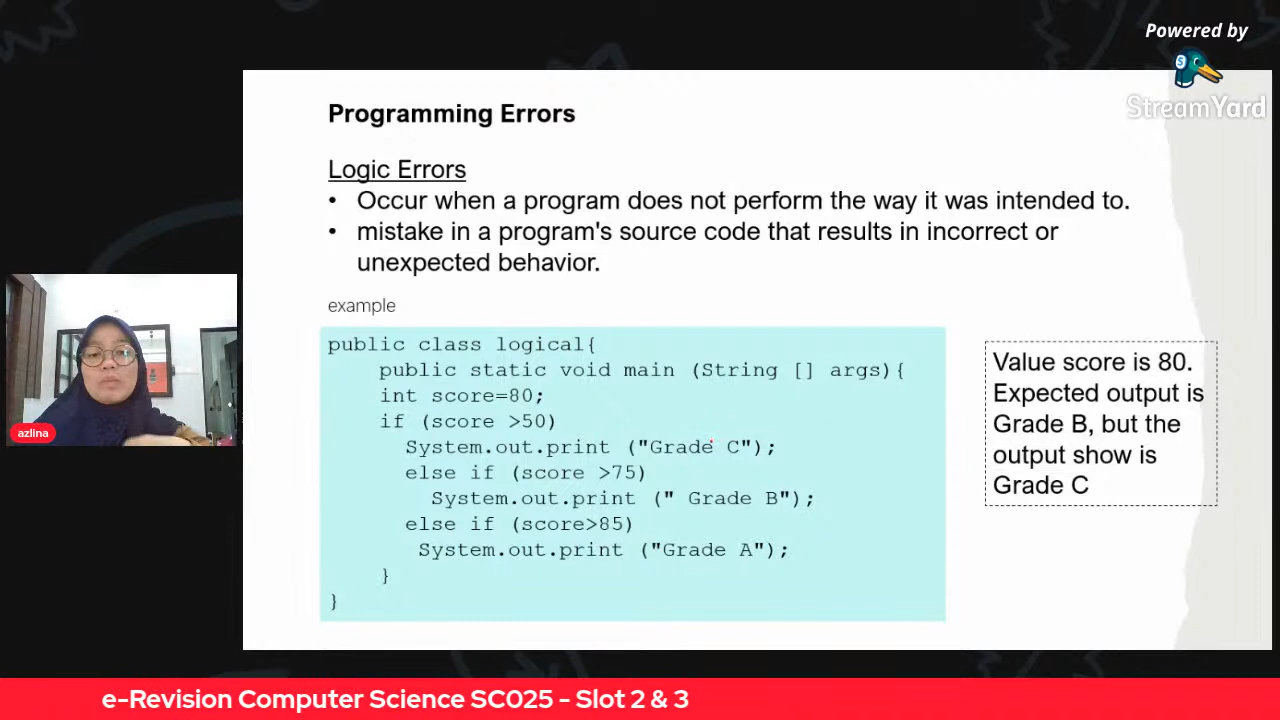 Powered by
StreamYard
Programming Errors
Logic Errors
• Occur when a program does not perform the way it was intended to.
• mistake in a program's source code that results in incorrect or
unexpected behavior.
example
public class logical{
public static void main (String [] args){
int score=80;
if (score >50)
System.out.print ("Grade C");
else if (score >75)
System.out.print (" Grade B");
else if (score>85)
System.out.print ("Grade A");
}
}
Value score is 80.
Expected output is
Grade B, but the
output show is
Grade C
azlina
e-Revision Computer Science SC025 - Slot 2 & 3